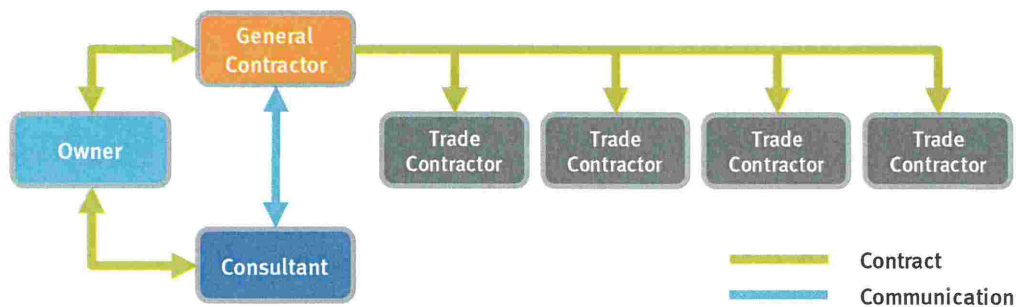 General
Contractor
Owner
Trade
Contractor
Trade
Contractor
Trade
Contractor
Trade
Contractor
Consultant
Contract
Communication